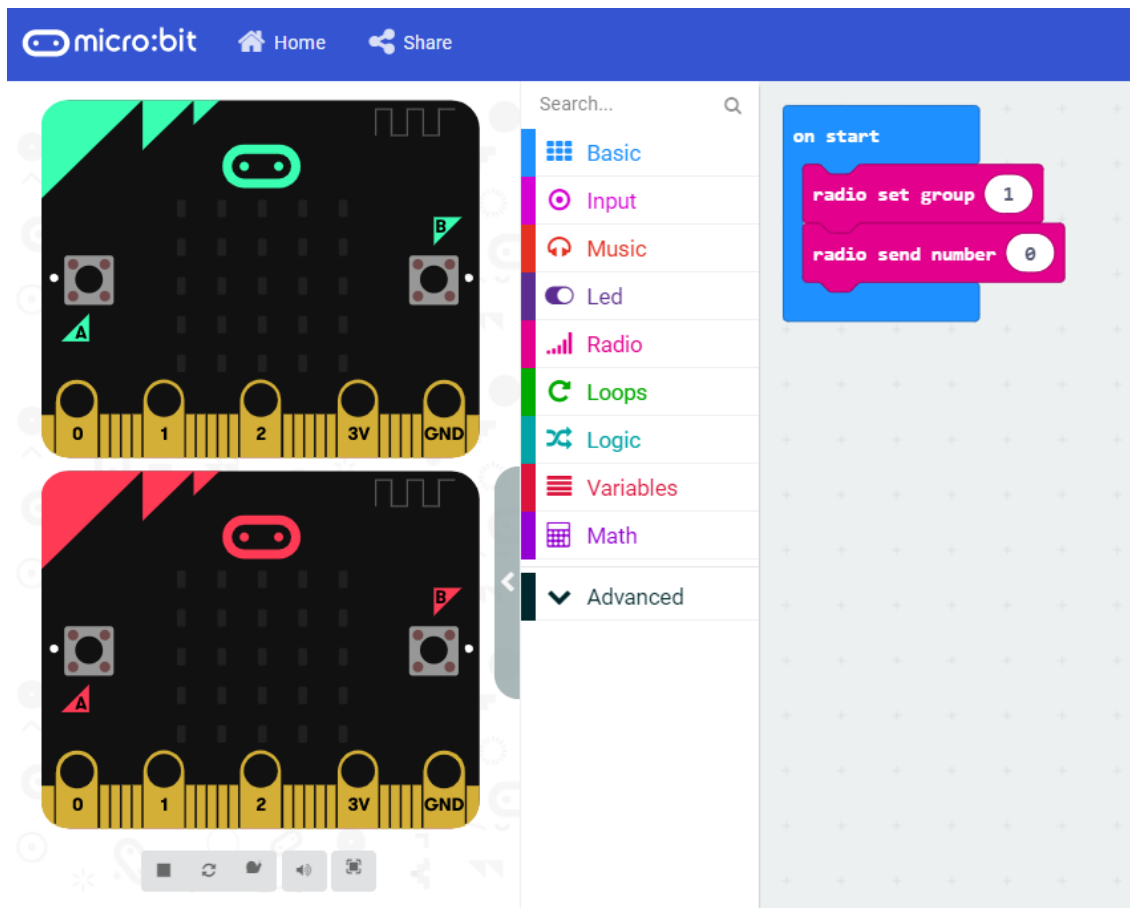 micro:bit Home Share
B
A
0 1 2 3V GND
B
A
0 1 2 3V GND
Search...
Basic
Input
Music
Led
Radio
Loops
Logic
Variables
Math
Advanced
on start
radio set group 1
radio send number 0